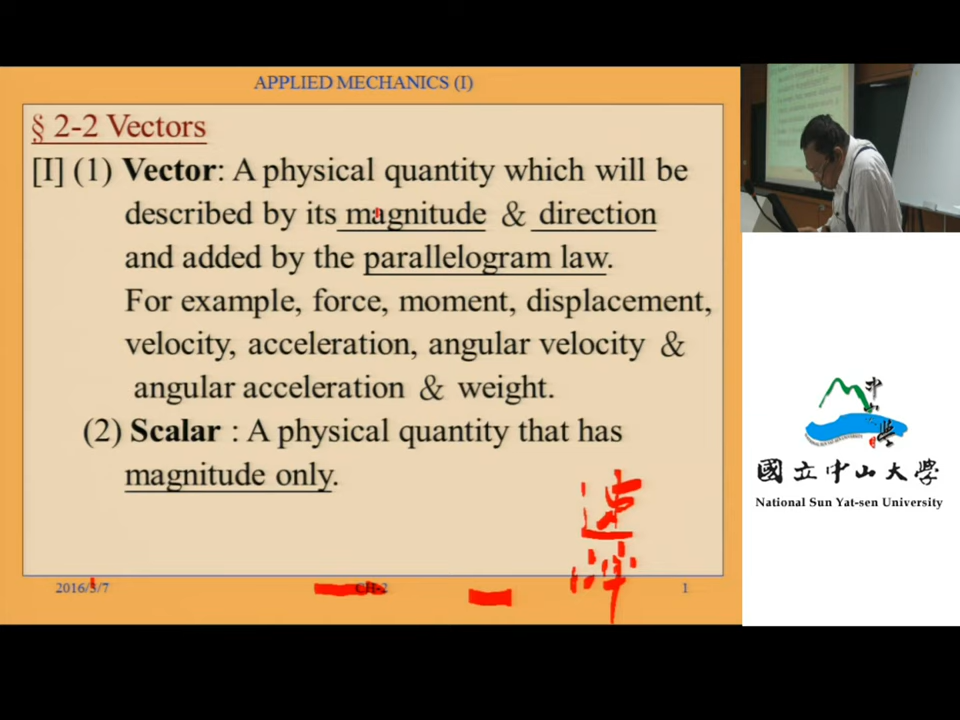 APPLIED MECHANICS (I)
§ 2-2 Vectors
[I] (1) Vector: A physical quantity which will be
described by its magnitude & direction
and added by the parallelogram law.
For example, force, moment, displacement,
velocity, acceleration, angular velocity &
angular acceleration & weight.
(2) Scalar : A physical quantity that has
magnitude only.
速率
2016/3/7
CH-2
1
國立中山大學
National Sun Yat-sen University